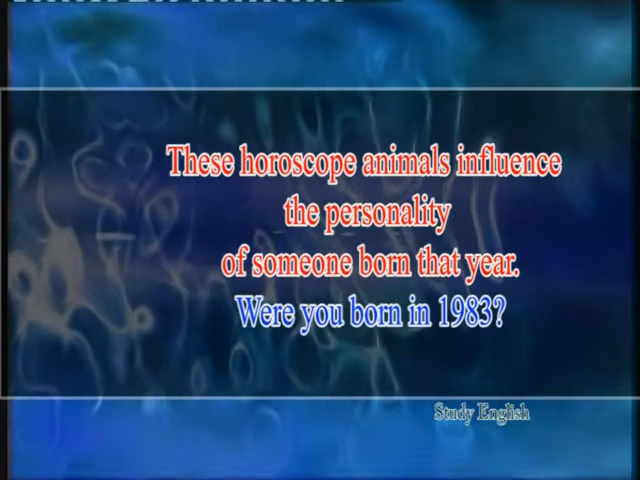 These horoscope animals influence
the personality
of someone born that year.
Were you born in 1983?
Study English